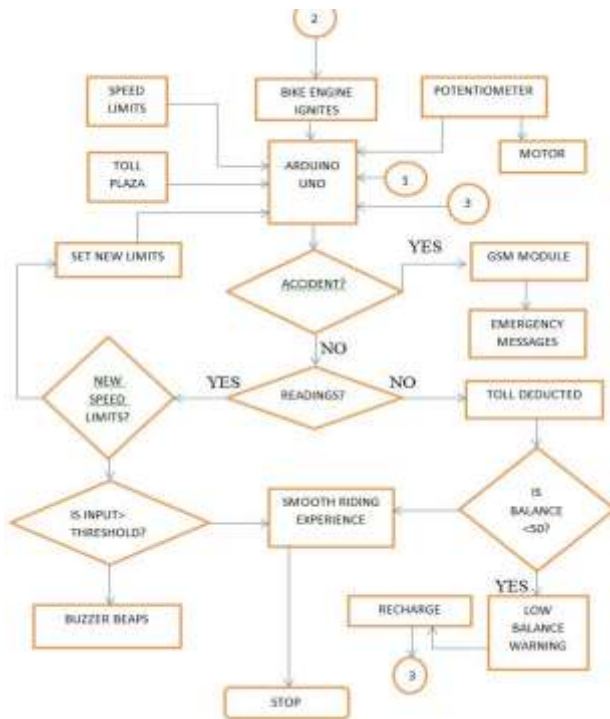 2
SPEED
LIMITS
BIKE ENGINE
IGNITES
POTENTIOMETER
MOTOR
TOLL
PLAZA
ARDUINO
UNO
1
3
SET NEW LIMITS
YES
GSM MODULE
ACCIDENT?
EMERGENCY
MESSAGES
NO
NEW
SPEED
LIMITS?
YES
READINGS?
NO
TOLL DEDUCTED
IS INPUT>
THRESHOLD?
SMOOTH RIDING
EXPERIENCE
IS
BALANCE
<50?
YES
BUZZER BEAPS
RECHARGE
LOW
BALANCE
WARNING
3
STOP